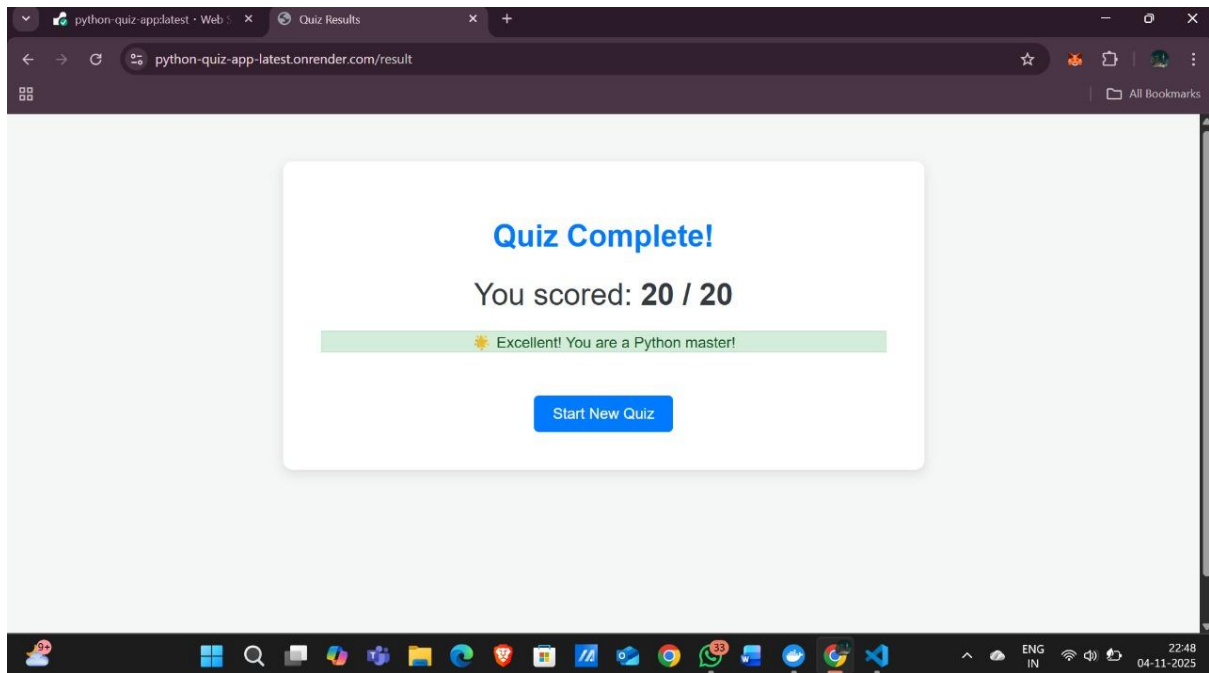 python-quiz-app:latest · Web S
Quiz Results
python-quiz-app-latest.onrender.com/result
All Bookmarks
Quiz Complete!
You scored: 20 / 20
🌟 Excellent! You are a Python master!
Start New Quiz
9+
33
ENG
IN
22:48
04-11-2025